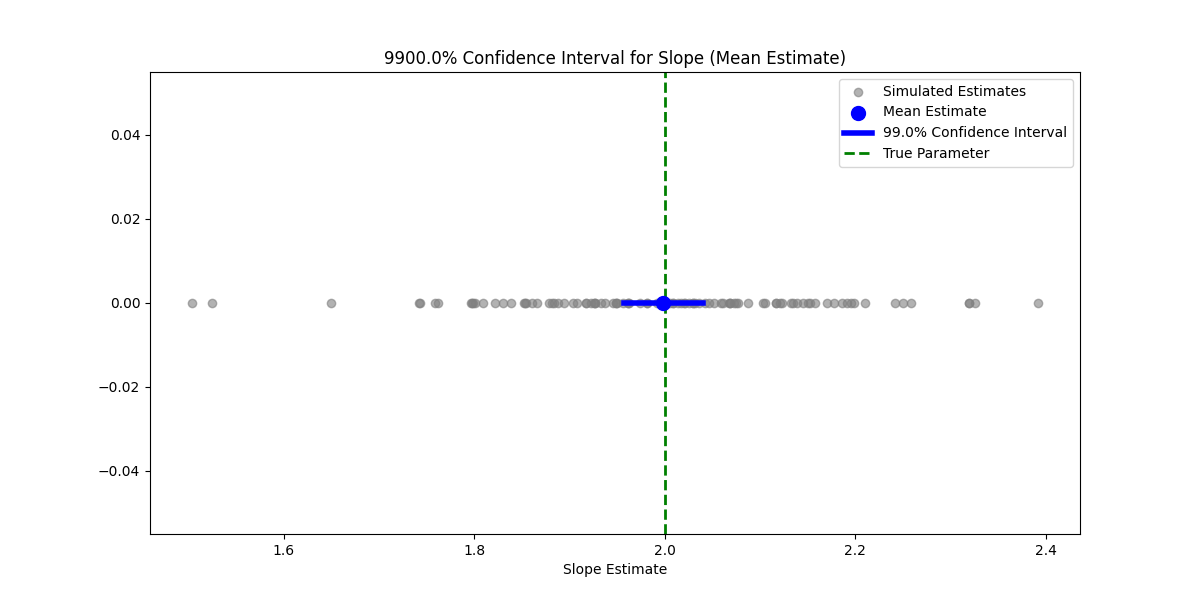 9900.0% Confidence Interval for Slope (Mean Estimate)
Simulated Estimates
Mean Estimate
99.0% Confidence Interval
True Parameter
0.04
0.02
0.00
−0.02
−0.04
1.6 1.8 2.0 2.2 2.4
Slope Estimate